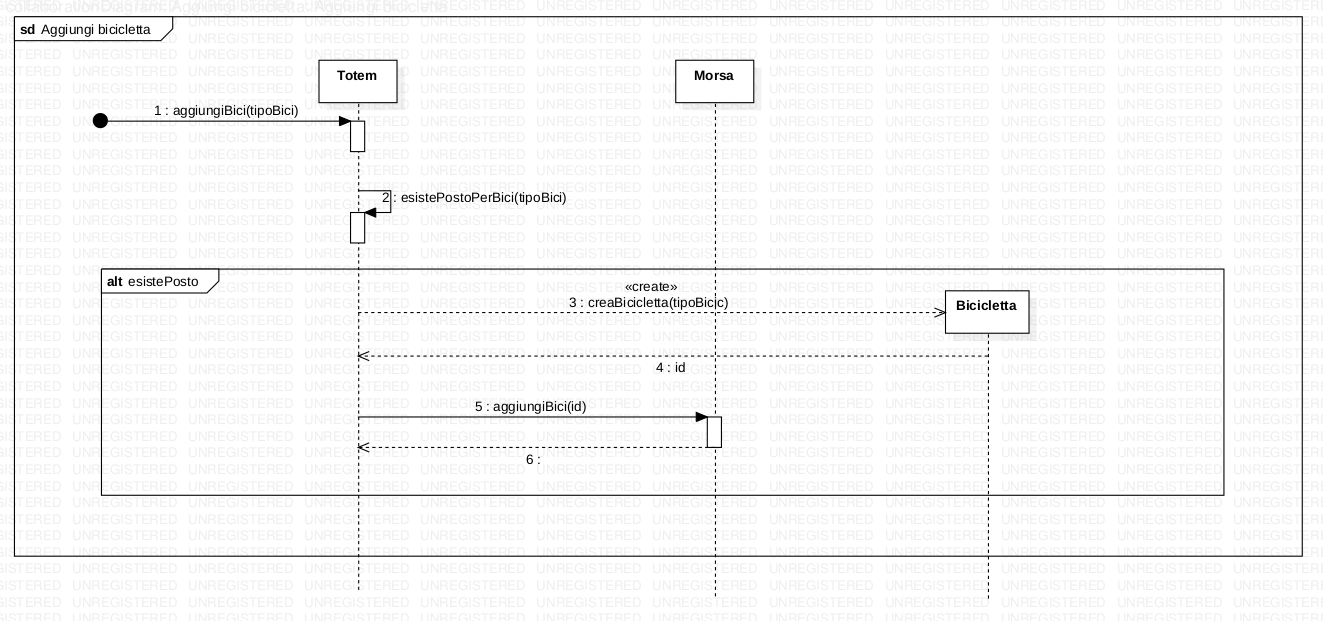 sd Aggiungi bicicletta
Totem
Morsa
1 : aggiungiBici(tipoBici)
2 : esistePostoPerBici(tipoBici)
alt esistePosto
«create»
3 : creaBicicletta(tipoBicic)
Bicicletta
4 : id
5 : aggiungiBici(id)
6 :